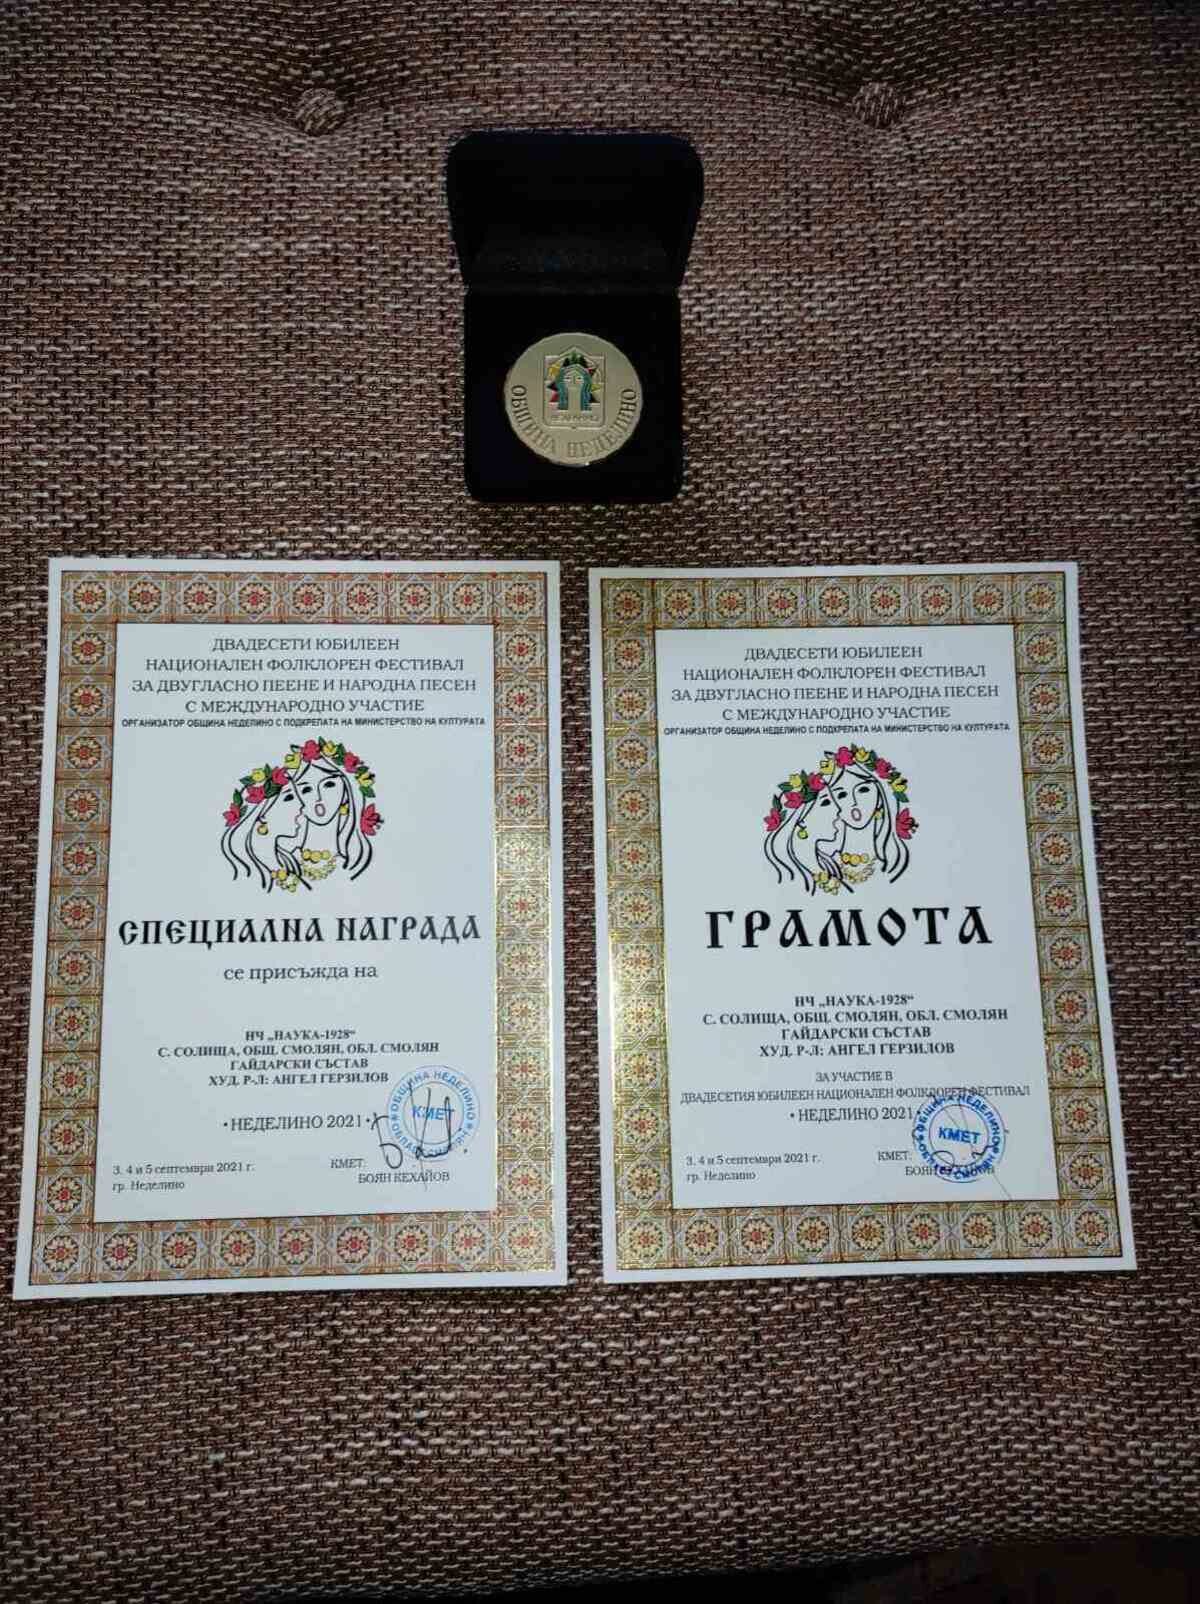 ОБЩИНА НЕДЕЛИНО
НЕДЕЛИНО
ДВАДЕСЕТИ ЮБИЛЕЕН
НАЦИОНАЛЕН ФОЛКЛОРЕН ФЕСТИВАЛ
ЗА ДВУГЛАСНО ПЕЕНЕ И НАРОДНА ПЕСЕН
С МЕЖДУНАРОДНО УЧАСТИЕ
ОРГАНИЗАТОР ОБЩИНА НЕДЕЛИНО С ПОДКРЕПАТА НА МИНИСТЕРСТВО НА КУЛТУРАТА
СПЕЦИАЛНА НАГРАДА
се присъжда на
НЧ „НАУКА-1928“
С. СОЛИЩА, ОБЩ. СМОЛЯН, ОБЛ. СМОЛЯН
ГАЙДАРСКИ СЪСТАВ
ХУД. Р-Л: АНГЕЛ ГЕРЗИЛОВ
• НЕДЕЛИНО 2021 •
ОБЩИНА НЕДЕЛИНО
КМЕТ
3. 4 и 5 септември 2021 г.
гр. Неделино
КМЕТ:
БОЯН КЕХАЙОВ
ДВАДЕСЕТИ ЮБИЛЕЕН
НАЦИОНАЛЕН ФОЛКЛОРЕН ФЕСТИВАЛ
ЗА ДВУГЛАСНО ПЕЕНЕ И НАРОДНА ПЕСЕН
С МЕЖДУНАРОДНО УЧАСТИЕ
ОРГАНИЗАТОР ОБЩИНА НЕДЕЛИНО С ПОДКРЕПАТА НА МИНИСТЕРСТВО НА КУЛТУРАТА
ГРАМОТА
НЧ „НАУКА-1928“
С. СОЛИЩА, ОБЩ. СМОЛЯН, ОБЛ. СМОЛЯН
ГАЙДАРСКИ СЪСТАВ
ХУД. Р-Л: АНГЕЛ ГЕРЗИЛОВ
ЗА УЧАСТИЕ В
ДВАДЕСЕТИЯ ЮБИЛЕЕН НАЦИОНАЛЕН ФОЛКЛОРЕН ФЕСТИВАЛ
• НЕДЕЛИНО 2021
ОБЩИНА НЕДЕЛИНО
КМЕТ
3. 4 и 5 септември 2021 г.
гр. Неделино
КМЕТ:
БОЯН КЕХАЙОВ